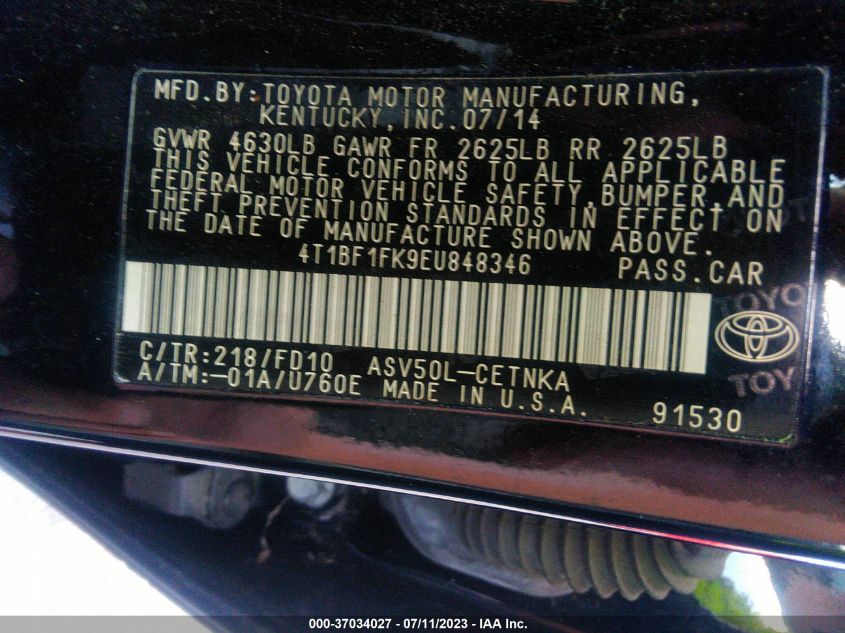 MFD.BY:TOYOTA MOTOR MANUFACTURING,
KENTUCKY, INC.07/14
GVWR 4630LB GAWR FR 2625LB RR 2625LB
THIS VEHICLE CONFORMS TO ALL APPLICABLE
FEDERAL MOTOR VEHICLE SAFETY,BUMPER,AND
THEFT PREVENTION STANDARDS IN EFFECT ON
THE DATE OF MANUFACTURE SHOWN ABOVE.
4T1BF1FK9EU848346 PASS.CAR
TOYO
C/TR:218/FD10 ASV50L-CETNKA
TOY
A/TM:-01A/U760E MADE IN U.S.A. 91530
000-37034027 - 07/11/2023 - IAA Inc.